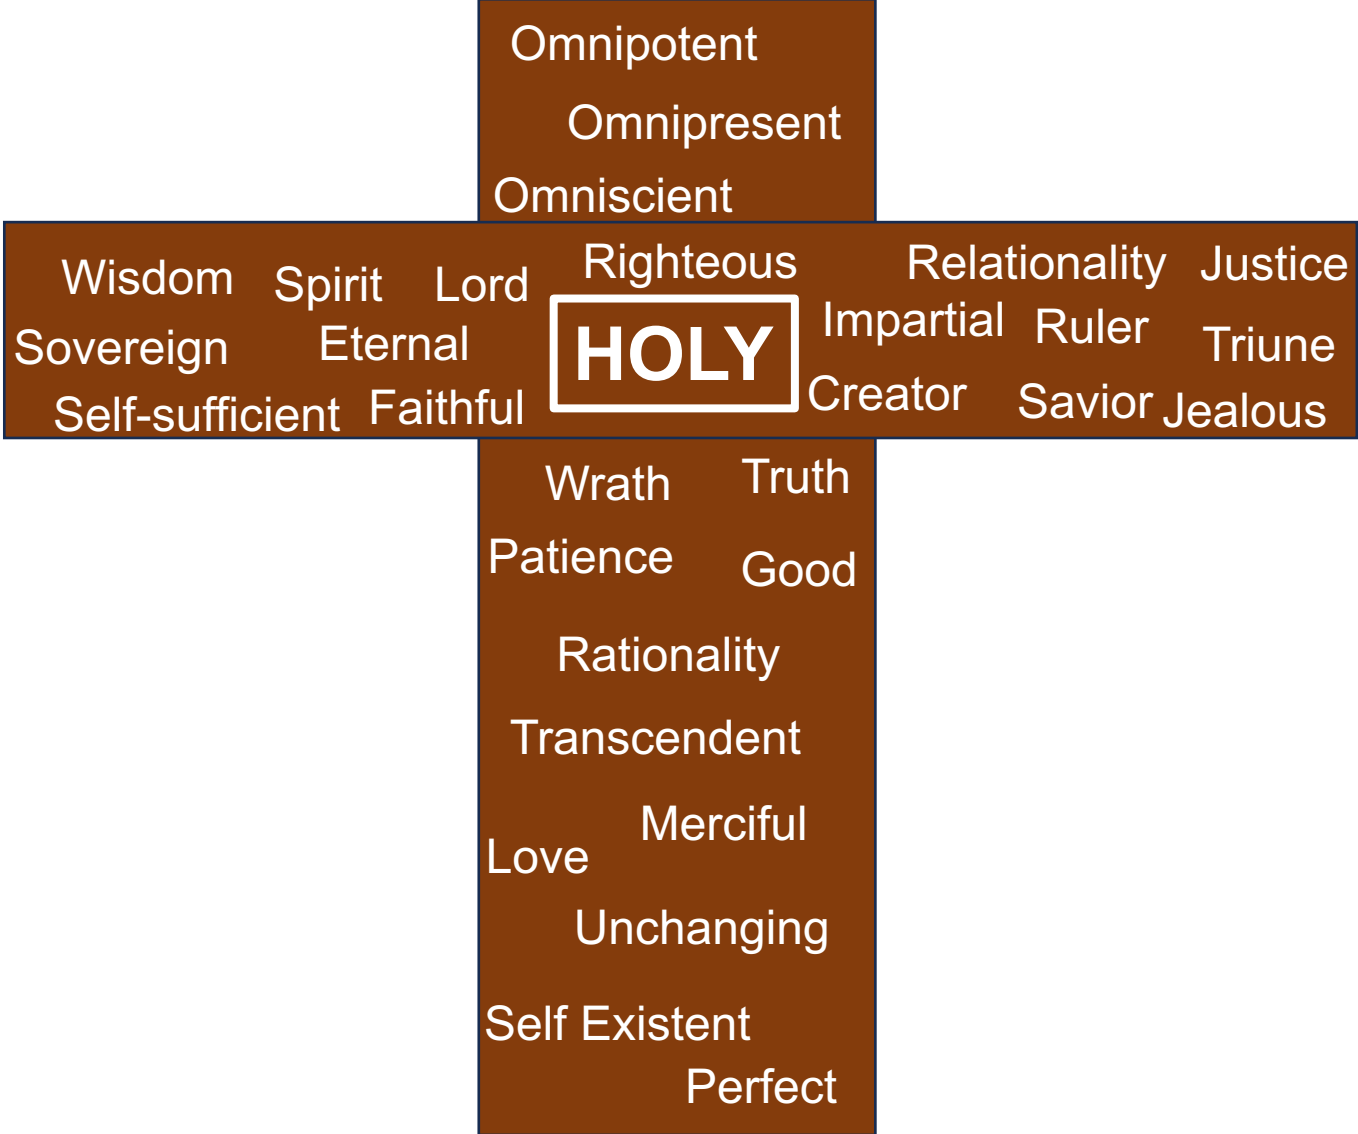 Omnipotent
Omnipresent
Omniscient
Wisdom Spirit Lord Righteous Relationality Justice
Sovereign Eternal HOLY Impartial Ruler Triune
Self-sufficient Faithful Creator Savior Jealous
Wrath Truth
Patience Good
Rationality
Transcendent
Merciful
Love
Unchanging
Self Existent
Perfect